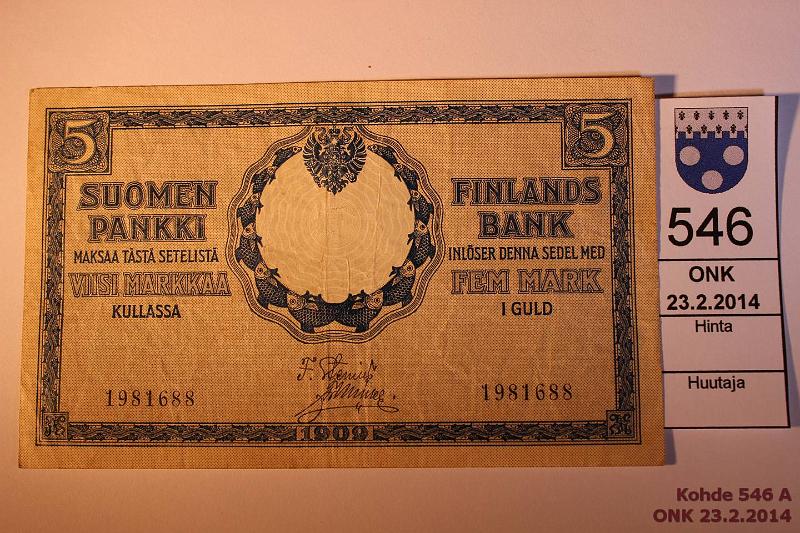 5
5
SUOMEN
PANKKI
MAKSAA TÄSTÄ SETELISTÄ
VIISI MARKKAA
KULLASSA
FINLANDS
BANK
INLÖSER DENNA SEDEL MED
FEM MARK
I GULD
1981688
1981688
1909
546
ONK
23.2.2014
Hinta
Huutaja
Kohde 546 A
ONK 23.2.2014